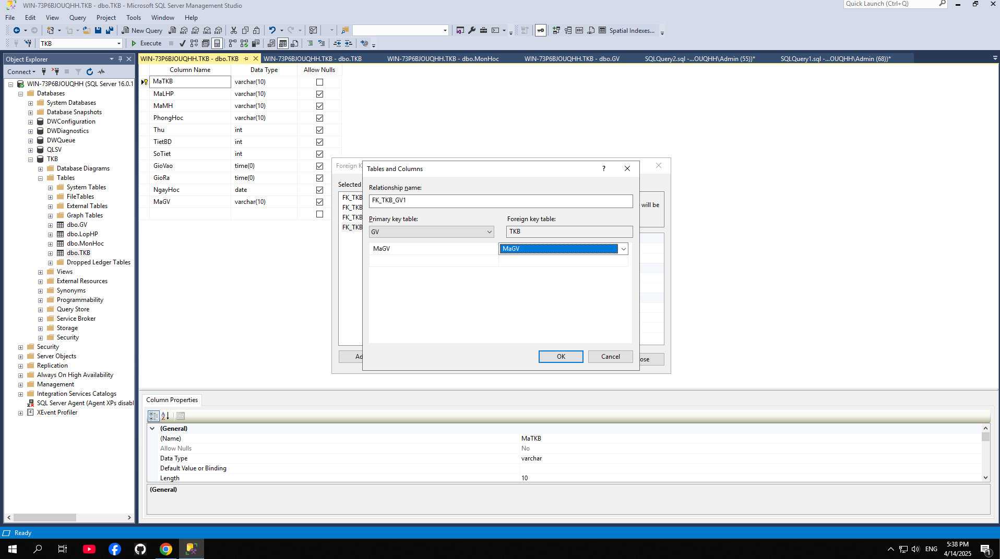 WIN-73P6BJOUQHH.TKB - dbo.TKB - Microsoft SQL Server Management Studio
Quick Launch (Ctrl+Q)
File Edit View Query Project Tools Window Help
New Query
MDX DMX XMLA DAX
Spatial Indexes...
TKB
Execute
Object Explorer
WIN-73P6BJOUQHH.TKB - dbo.TKB
WIN-73P6BJOUQHH.TKB - dbo.TKB
WIN-73P6BJOUQHH.TKB - dbo.MonHoc
WIN-73P6BJOUQHH.TKB - dbo.GV
SQLQuery2.sql -...OUQHH\Admin (55))*
SQLQuery1.sql -...OUQHH\Admin (68))*
Connect
WIN-73P6BJOUQHH (SQL Server 16.0.1
Databases
System Databases
Database Snapshots
DWConfiguration
DWDiagnostics
DWQueue
QLSV
TKB
Database Diagrams
Tables
System Tables
FileTables
External Tables
Graph Tables
dbo.GV
dbo.LopHP
dbo.MonHoc
dbo.TKB
Dropped Ledger Tables
Views
External Resources
Synonyms
Programmability
Query Store
Service Broker
Storage
Security
Security
Server Objects
Replication
Always On High Availability
Management
Integration Services Catalogs
SQL Server Agent (Agent XPs disabl
XEvent Profiler
Column Name Data Type Allow Nulls
MaTKB varchar(10)
MaLHP varchar(10)
MaMH varchar(10)
PhongHoc varchar(10)
Thu int
TietBD int
SoTiet int
GioVao time(0)
GioRa time(0)
NgayHoc date
MaGV varchar(10)
Foreign K
Selected
FK_TKB
FK_TKB
FK_TKB
FK_TKB
will be
Ad
ose
Tables and Columns
?
Relationship name:
FK_TKB_GV1
Primary key table: Foreign key table:
GV TKB
MaGV MaGV
OK Cancel
Column Properties
(General)
(Name) MaTKB
Allow Nulls No
Data Type varchar
Default Value or Binding
Length 10
(General)
Ready
ENG
5:38 PM
4/14/2025
1